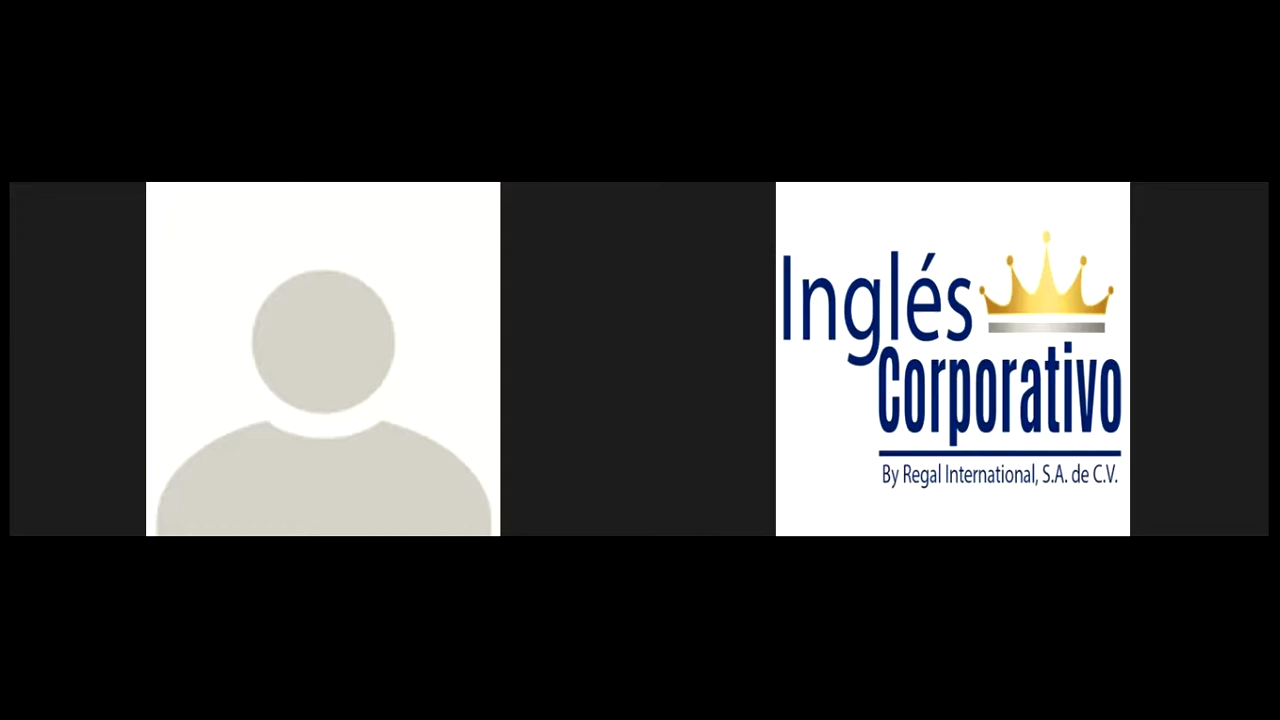 Inglés
Corporativo
By Regal International, S.A. de C.V.